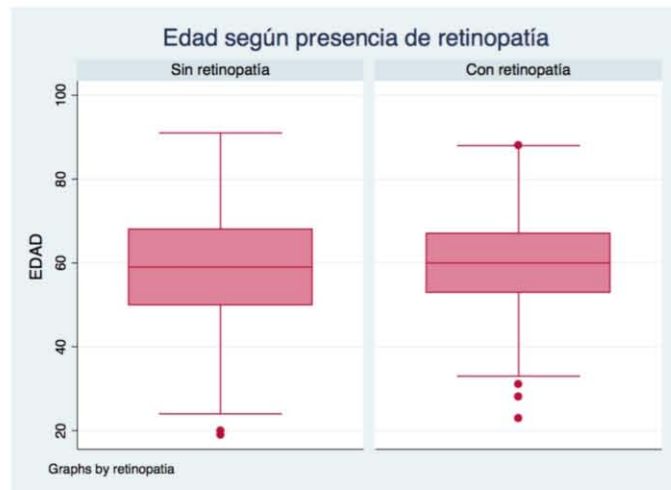 Edad según presencia de retinopatía
Sin retinopatía
Con retinopatía
EDAD
100
80
60
40
20
Graphs by retinopatia